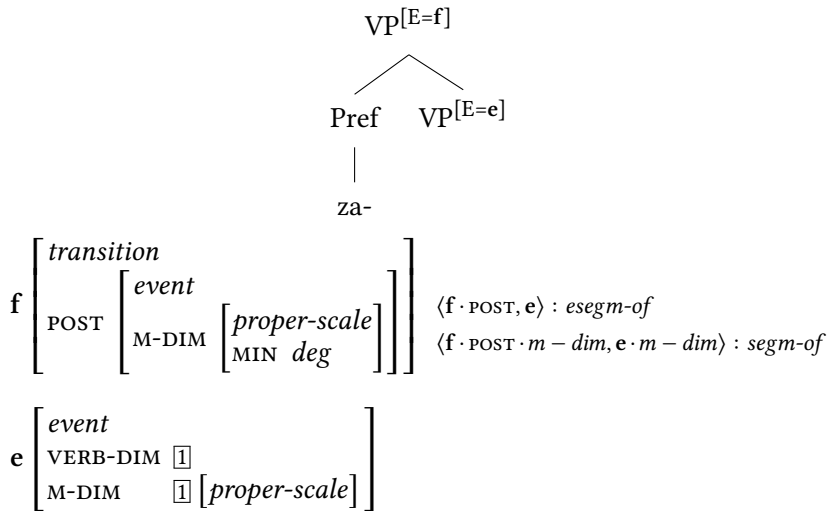 VP[E=f]
Pref VP[E=e]
za-
f [transition
POST [event
M-DIM [proper-scale
MIN deg]]]
⟨f · POST, e⟩ : esegm-of
⟨f · POST · m − dim, e · m − dim⟩ : segm-of
e [event
VERB-DIM 1
M-DIM 1 [proper-scale]]